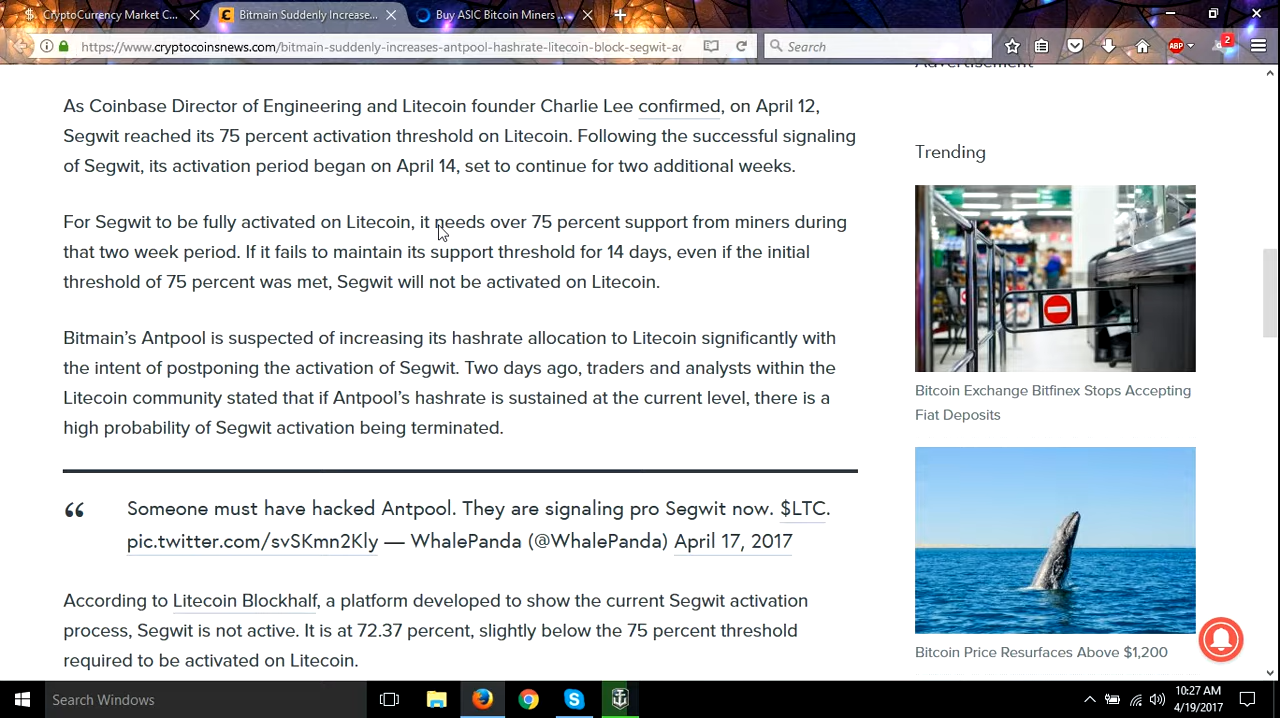 CryptoCurrency Market C...
Bitmain Suddenly Increase...
Buy ASIC Bitcoin Miners ...
https://www.cryptocoinsnews.com/bitmain-suddenly-increases-antpool-hashrate-litecoin-block-segwit-ac
Search
ABP
2
Advertisement
As Coinbase Director of Engineering and Litecoin founder Charlie Lee confirmed, on April 12,
Segwit reached its 75 percent activation threshold on Litecoin. Following the successful signaling
of Segwit, its activation period began on April 14, set to continue for two additional weeks.
For Segwit to be fully activated on Litecoin, it needs over 75 percent support from miners during
that two week period. If it fails to maintain its support threshold for 14 days, even if the initial
threshold of 75 percent was met, Segwit will not be activated on Litecoin.
Bitmain’s Antpool is suspected of increasing its hashrate allocation to Litecoin significantly with
the intent of postponing the activation of Segwit. Two days ago, traders and analysts within the
Litecoin community stated that if Antpool’s hashrate is sustained at the current level, there is a
high probability of Segwit activation being terminated.
“ Someone must have hacked Antpool. They are signaling pro Segwit now. $LTC.
pic.twitter.com/svSKmn2Kly — WhalePanda (@WhalePanda) April 17, 2017
According to Litecoin Blockhalf, a platform developed to show the current Segwit activation
process, Segwit is not active. It is at 72.37 percent, slightly below the 75 percent threshold
required to be activated on Litecoin.
Trending
Bitcoin Exchange Bitfinex Stops Accepting
Fiat Deposits
Bitcoin Price Resurfaces Above $1,200
Search Windows
10:27 AM
4/19/2017